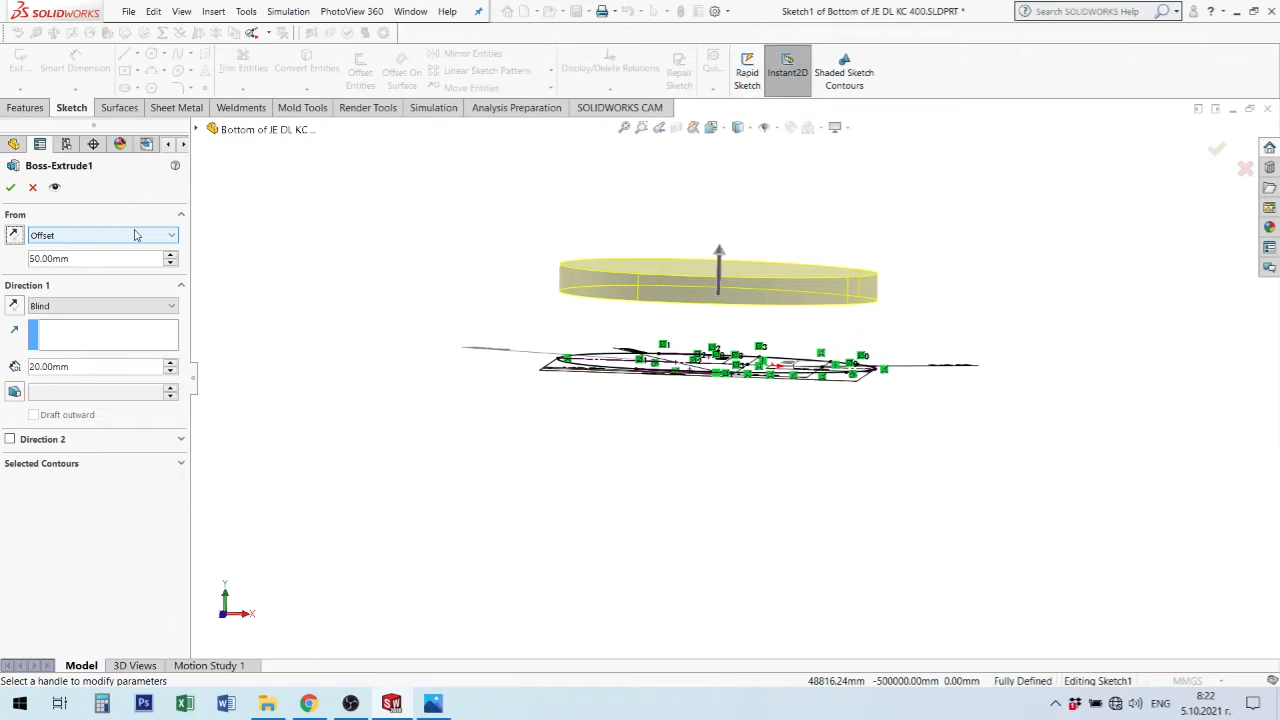 SOLIDWORKS File Edit View Insert Tools Simulation PhotoView 360 Window Help Sketch1 of Bottom of JE DL KC 400.SLDPRT * Search SOLIDWORKS Help
Exit ... Smart Dimension Trim Entities Convert Entities Offset Entities Offset On Surface Mirror Entities Linear Sketch Pattern Move Entities Display/Delete Relations Repair Sketch Qui... Rapid Sketch Instant2D Shaded Sketch Contours
Features Sketch Surfaces Sheet Metal Weldments Mold Tools Render Tools Simulation Analysis Preparation SOLIDWORKS CAM
Bottom of JE DL KC ...
Boss-Extrude1
From
Offset
50.00mm
Direction 1
Blind
20.00mm
Draft outward
Direction 2
Selected Contours
Y
X
Model 3D Views Motion Study 1
Select a handle to modify parameters 48816.24mm -500000.00mm 0.00mm Fully Defined Editing Sketch1 MMGS
ENG 8:22
5.10.2021 г.